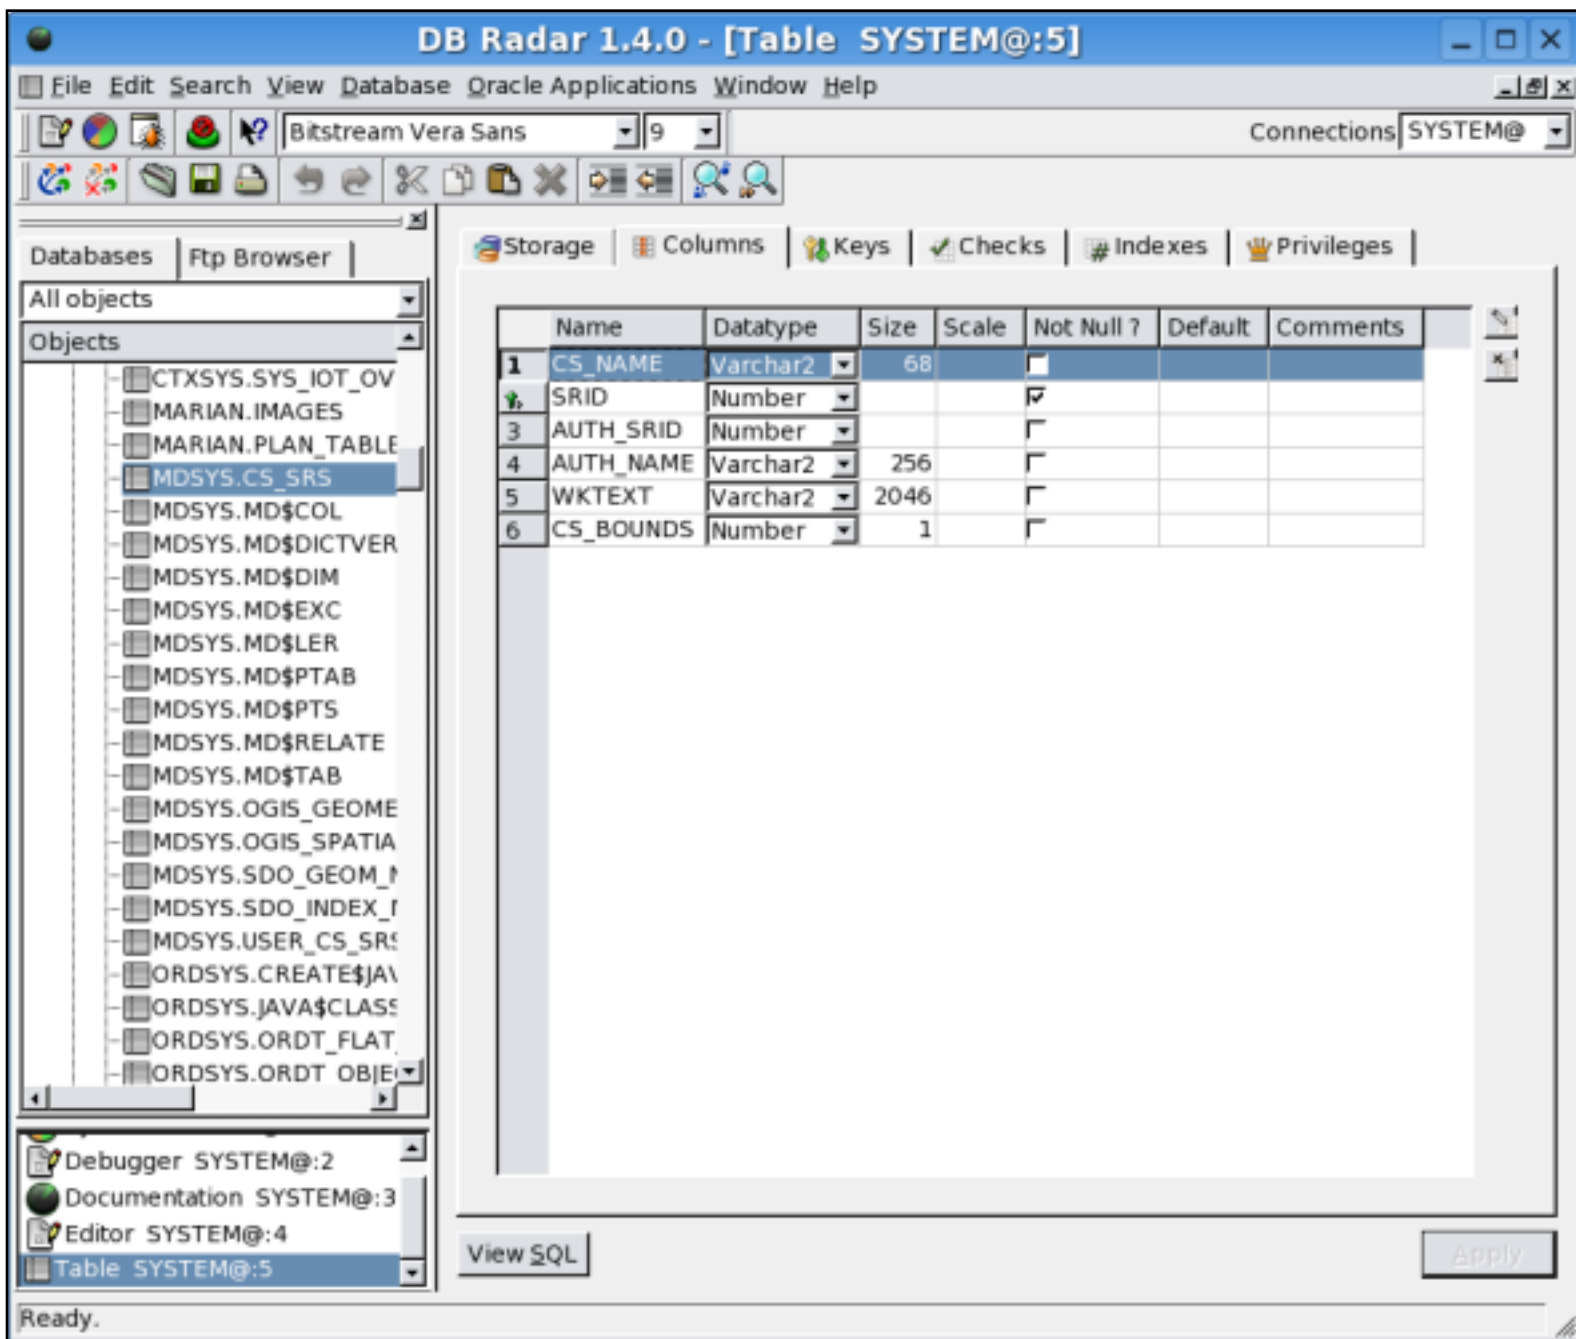 DB Radar 1.4.0 - [Table SYSTEM@:5]
File Edit Search View Database Oracle Applications Window Help
Bitstream Vera Sans 9 Connections SYSTEM@
Databases Ftp Browser
All objects
Objects
CTXSYS.SYS_IOT_OV
MARIAN.IMAGES
MARIAN.PLAN_TABLE
MDSYS.CS_SRS
MDSYS.MD$COL
MDSYS.MD$DICTVER
MDSYS.MD$DIM
MDSYS.MD$EXC
MDSYS.MD$LER
MDSYS.MD$PTAB
MDSYS.MD$PTS
MDSYS.MD$RELATE
MDSYS.MD$TAB
MDSYS.OGIS_GEOME
MDSYS.OGIS_SPATIA
MDSYS.SDO_GEOM_M
MDSYS.SDO_INDEX_
MDSYS.USER_CS_SRS
ORDSYS.CREATE$JAV
ORDSYS.JAVA$CLASS
ORDSYS.ORDT_FLAT_
ORDSYS.ORDT_OBJE
Debugger SYSTEM@:2
Documentation SYSTEM@:3
Editor SYSTEM@:4
Table SYSTEM@:5
Storage Columns Keys Checks Indexes Privileges
Name Datatype Size Scale Not Null ? Default Comments
1 CS_NAME Varchar2 68
SRID Number
3 AUTH_SRID Number
4 AUTH_NAME Varchar2 256
5 WKTEXT Varchar2 2046
6 CS_BOUNDS Number 1
View SQL Apply
Ready.